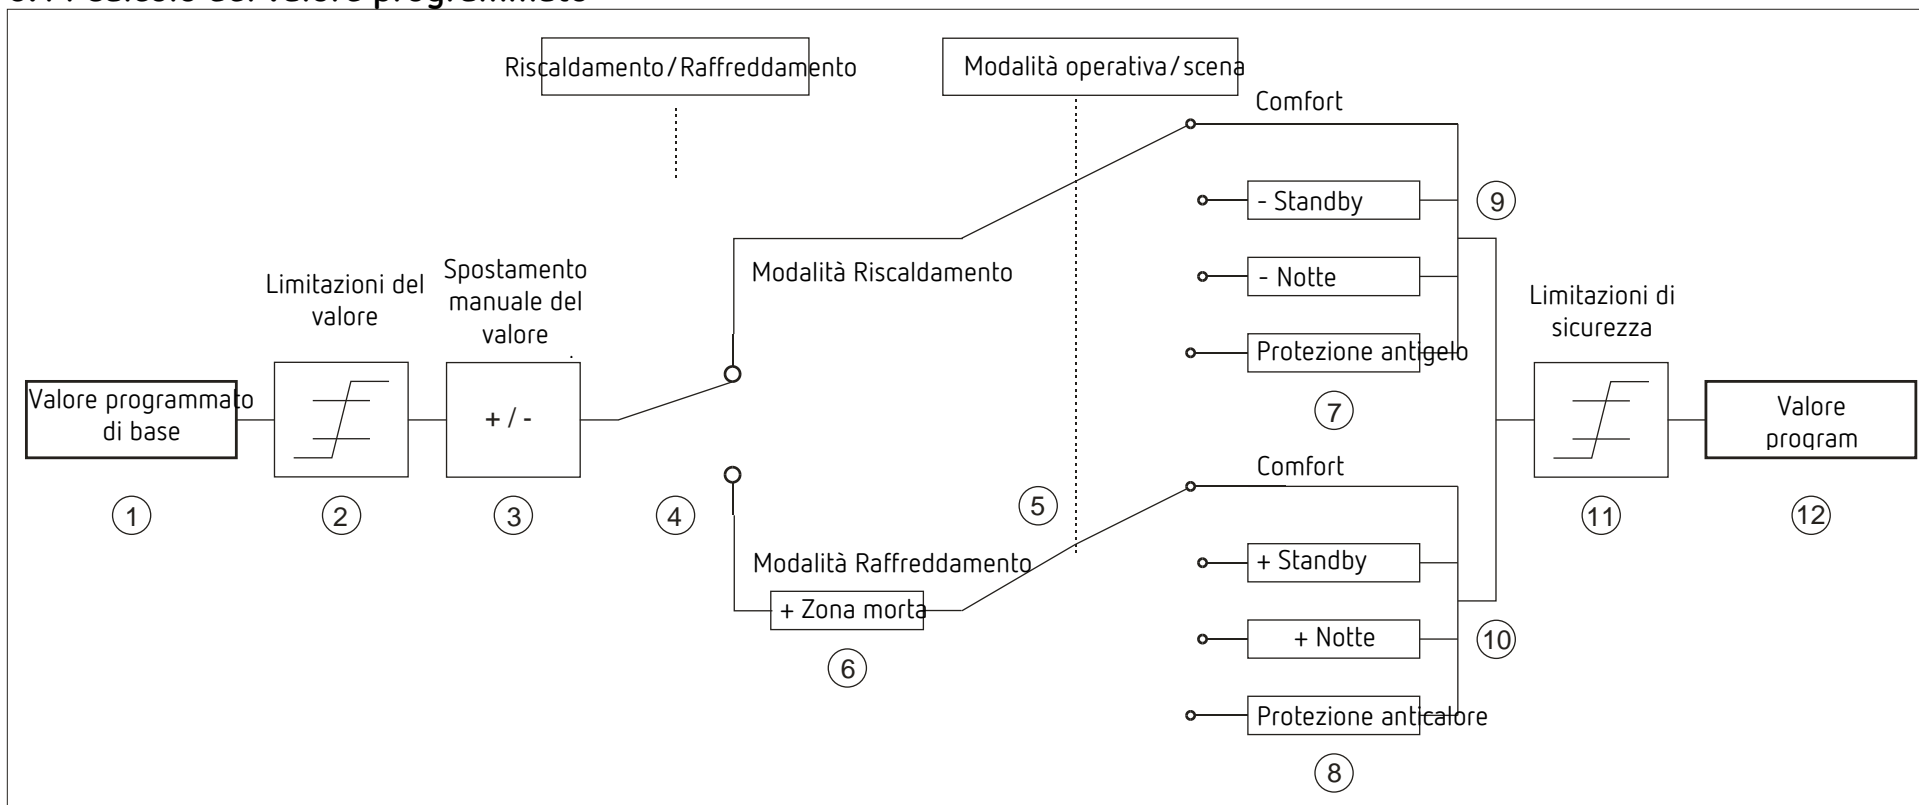 Riscaldamento/Raffreddamento
Modalità operativa/scena
Comfort
- Standby
9
- Notte
Protezione antigelo
7
Modalità Riscaldamento
Limitazioni del
valore
Spostamento
manuale del
valore
Limitazioni di
sicurezza
Valore programmato
di base
+ / -
Valore
program
1
2
3
4
5
11
12
Comfort
Modalità Raffreddamento
+ Zona morta
6
+ Standby
+ Notte
10
Protezione anticalore
8